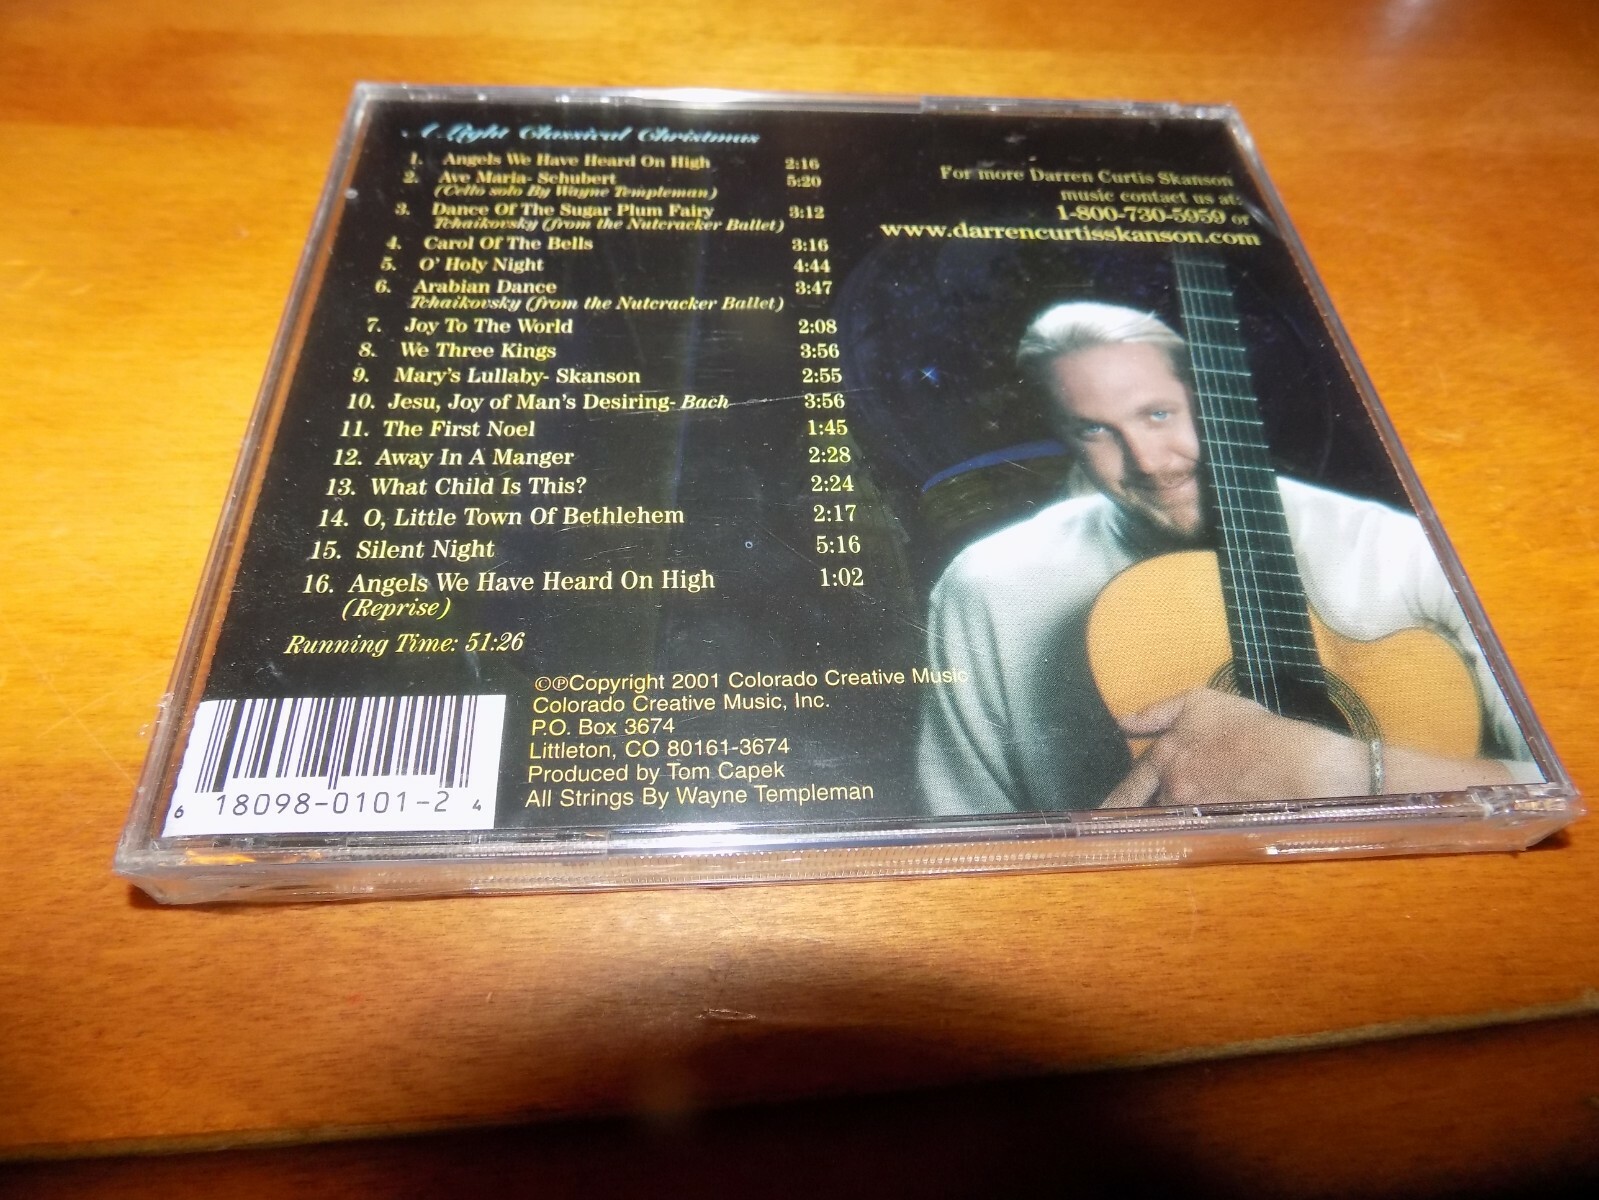 A Light Classical Christmas
1. Angels We Have Heard On High 2:16
2. Ave Maria- Schubert 5:20
(Cello solo By Wayne Templeman)
3. Dance Of The Sugar Plum Fairy 3:12
Tchaikovsky (from the Nutcracker Ballet)
4. Carol Of The Bells 3:16
5. O' Holy Night 4:44
6. Arabian Dance 3:47
Tchaikovsky (from the Nutcracker Ballet)
7. Joy To The World 2:08
8. We Three Kings 3:56
9. Mary's Lullaby- Skanson 2:55
10. Jesu, Joy of Man's Desiring- Bach 3:56
11. The First Noel 1:45
12. Away In A Manger 2:28
13. What Child Is This? 2:24
14. O, Little Town Of Bethlehem 2:17
15. Silent Night 5:16
16. Angels We Have Heard On High 1:02
(Reprise)
Running Time: 51:26
For more Darren Curtis Skanson
music contact us at:
1-800-730-5959 or
www.darrencurtisskanson.com
©℗Copyright 2001 Colorado Creative Music
Colorado Creative Music, Inc.
P.O. Box 3674
Littleton, CO 80161-3674
Produced by Tom Capek
All Strings By Wayne Templeman
6 18098-0101-2 4